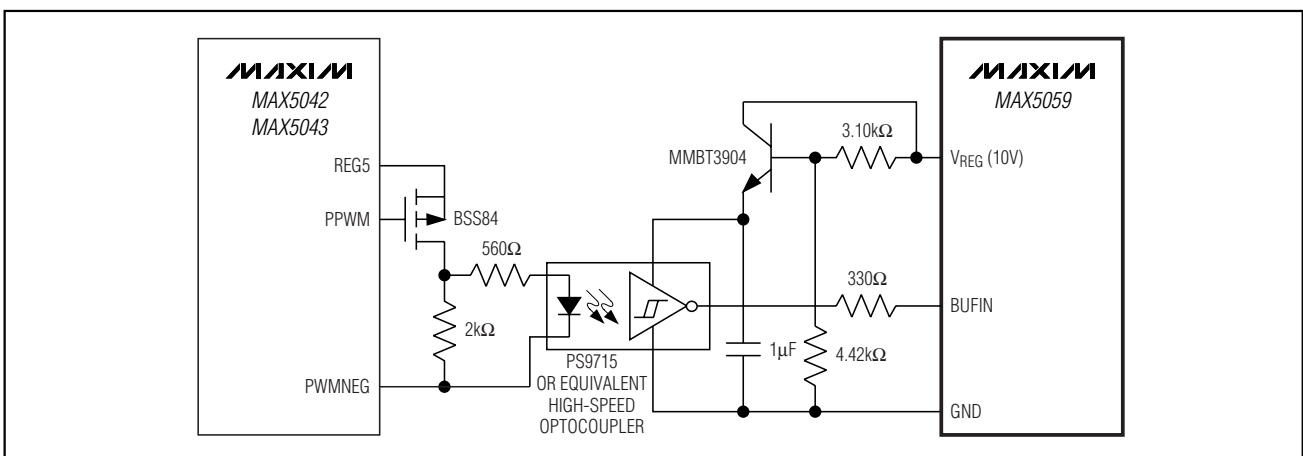 MAXIM
MAX5042
MAX5043
REG5
PPWM
PWMNEG
BSS84
560Ω
2kΩ
PS9715
OR EQUIVALENT
HIGH-SPEED
OPTOCOUPLER
MMBT3904
3.10kΩ
330Ω
1μF
4.42kΩ
MAXIM
MAX5059
VREG (10V)
BUFIN
GND